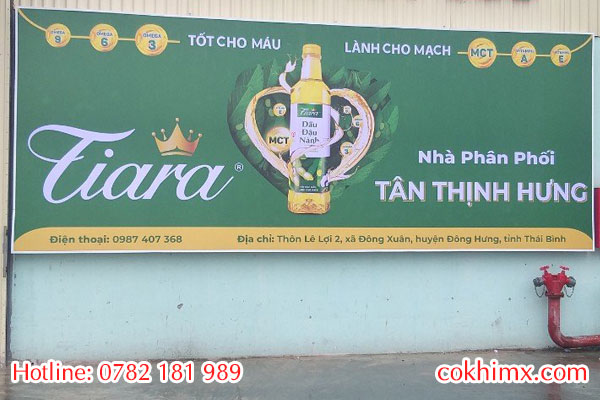 OMEGA 9 OMEGA 6 OMEGA 3 TỐT CHO MÁU LÀNH CHO MẠCH MCT VITAMIN A VITAMIN E
Tiara®
Tiara
Dầu
Đậu
Nành
MCT
Nhà Phân Phối
TÂN THỊNH HƯNG
Điện thoại: 0987 407 368 Địa chỉ: Thôn Lê Lợi 2, xã Đông Xuân, huyện Đông Hưng, tỉnh Thái Bình
Hotline: 0782 181 989 cokhimx.com